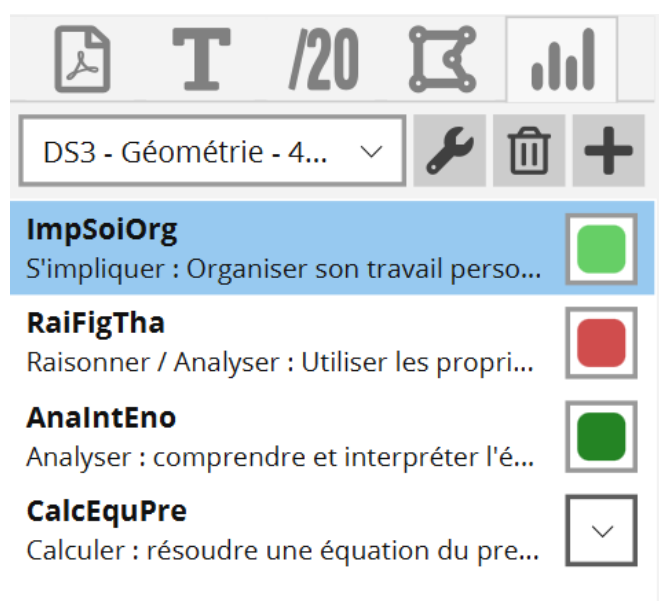 T /20
DS3 - Géométrie - 4...
ImpSoiOrg
S'impliquer : Organiser son travail perso...
RaiFigTha
Raisonner / Analyser : Utiliser les propri...
AnaIntEno
Analyser : comprendre et interpréter l'é...
CalcEquPre
Calculer : résoudre une équation du pre...